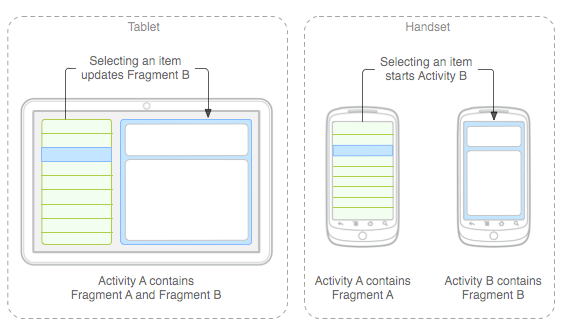 Tablet
Selecting an item
updates Fragment B
Activity A contains
Fragment A and Fragment B
Handset
Selecting an item
starts Activity B
Activity A contains
Fragment A
Activity B contains
Fragment B